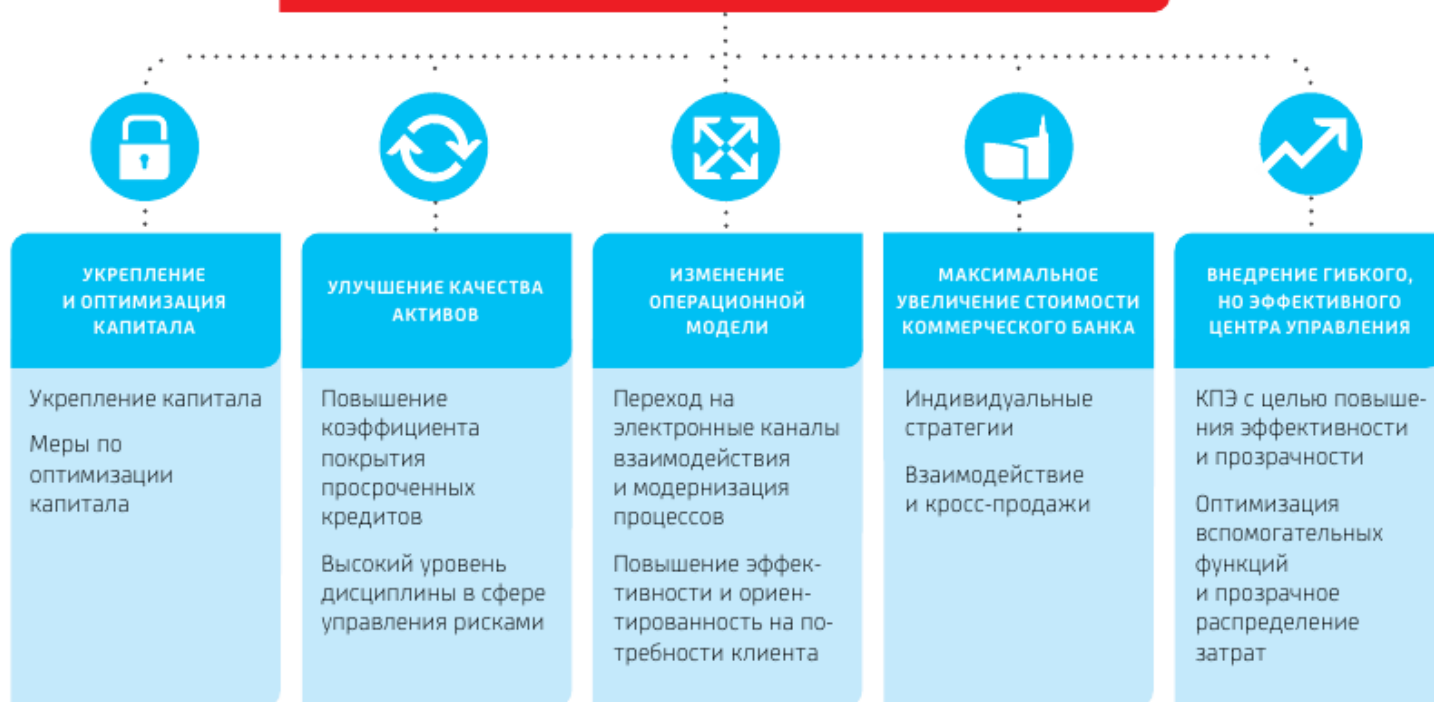 УКРЕПЛЕНИЕ
И ОПТИМИЗАЦИЯ
КАПИТАЛА
Укрепление капитала
Меры по
оптимизации
капитала
УЛУЧШЕНИЕ КАЧЕСТВА
АКТИВОВ
Повышение
коэффициента
покрытия
просроченных
кредитов
Высокий уровень
дисциплины в сфере
управления рисками
ИЗМЕНЕНИЕ
ОПЕРАЦИОННОЙ
МОДЕЛИ
Переход на
электронные каналы
взаимодействия
и модернизация
процессов
Повышение эффек-
тивности и ориен-
тированность на по-
требности клиента
МАКСИМАЛЬНОЕ
УВЕЛИЧЕНИЕ СТОИМОСТИ
КОММЕРЧЕСКОГО БАНКА
Индивидуальные
стратегии
Взаимодействие
и кросс-продажи
ВНЕДРЕНИЕ ГИБКОГО,
НО ЭФФЕКТИВНОГО
ЦЕНТРА УПРАВЛЕНИЯ
КПЭ с целью повыше-
ния эффективности
и прозрачности
Оптимизация
вспомогательных
функций
и прозрачное
распределение
затрат